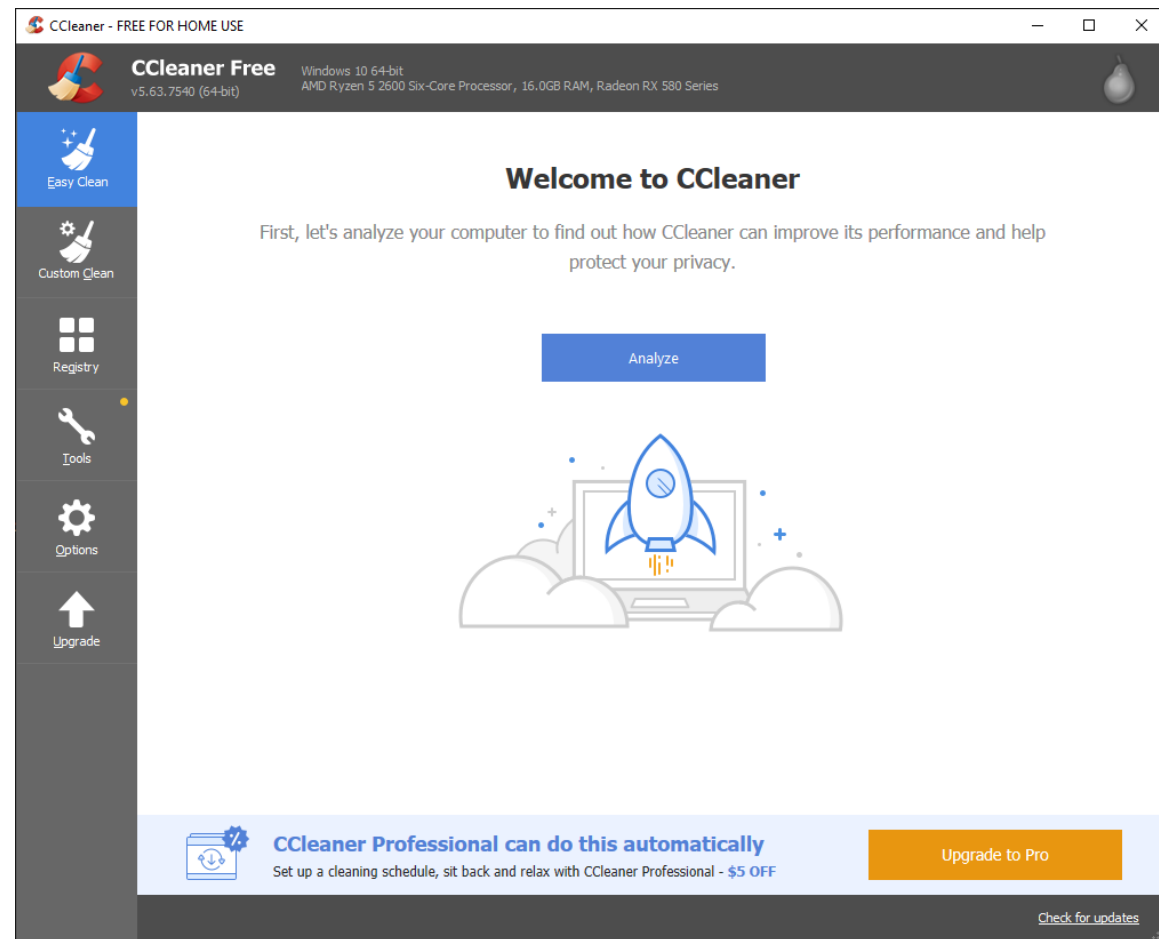 CCleaner - FREE FOR HOME USE
CCleaner Free
v5.63.7540 (64-bit)
Windows 10 64-bit
AMD Ryzen 5 2600 Six-Core Processor, 16.0GB RAM, Radeon RX 580 Series
Easy Clean
Custom Clean
Registry
Tools
Options
Upgrade
Welcome to CCleaner
First, let's analyze your computer to find out how CCleaner can improve its performance and help
protect your privacy.
Analyze
CCleaner Professional can do this automatically
Set up a cleaning schedule, sit back and relax with CCleaner Professional - $5 OFF
Upgrade to Pro
Check for updates